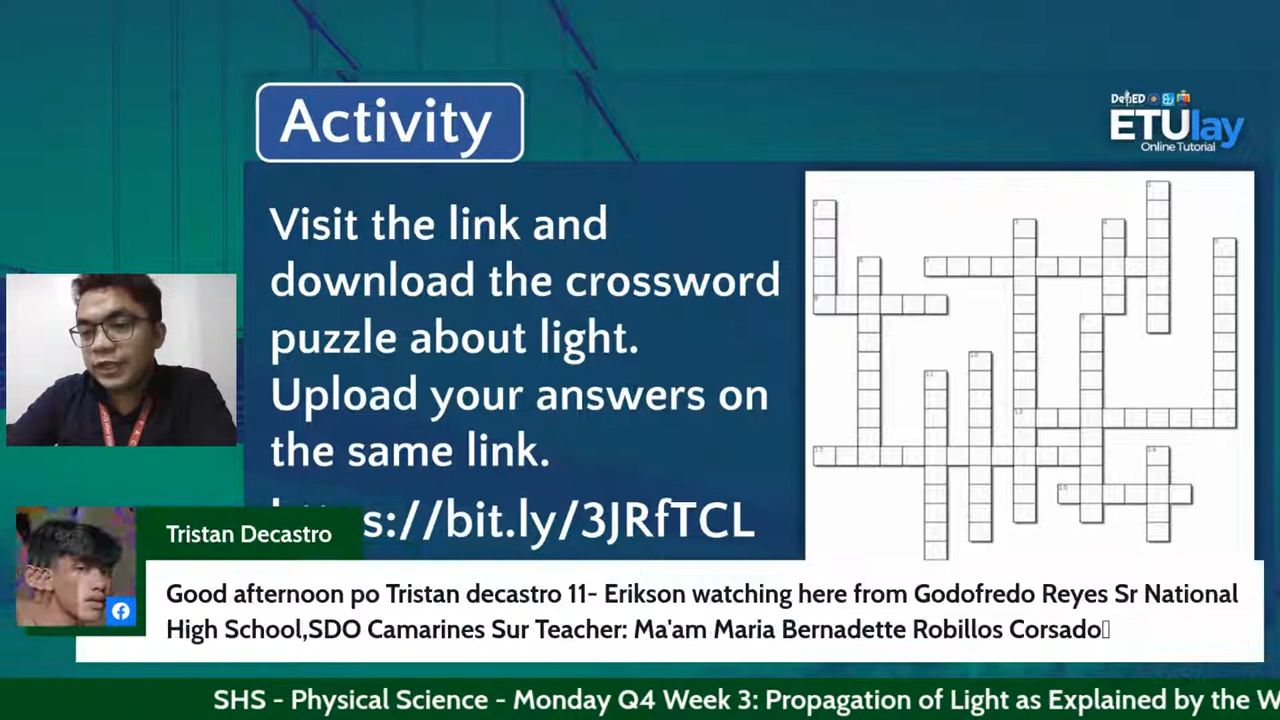 Activity
DepED
ETUlay
Online Tutorial
Visit the link and
download the crossword
puzzle about light.
Upload your answers on
the same link.
s://bit.ly/3JRfTCL
Tristan Decastro
Good afternoon po Tristan decastro 11- Erikson watching here from Godofredo Reyes Sr National
High School,SDO Camarines Sur Teacher: Ma'am Maria Bernadette Robillos Corsado
SHS - Physical Science - Monday Q4 Week 3: Propagation of Light as Explained by the W